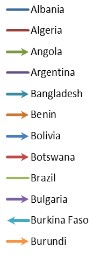 Albania
Algeria
Angola
Argentina
Bangladesh
Benin
Bolivia
Botswana
Brazil
Bulgaria
Burkina Faso
Burundi